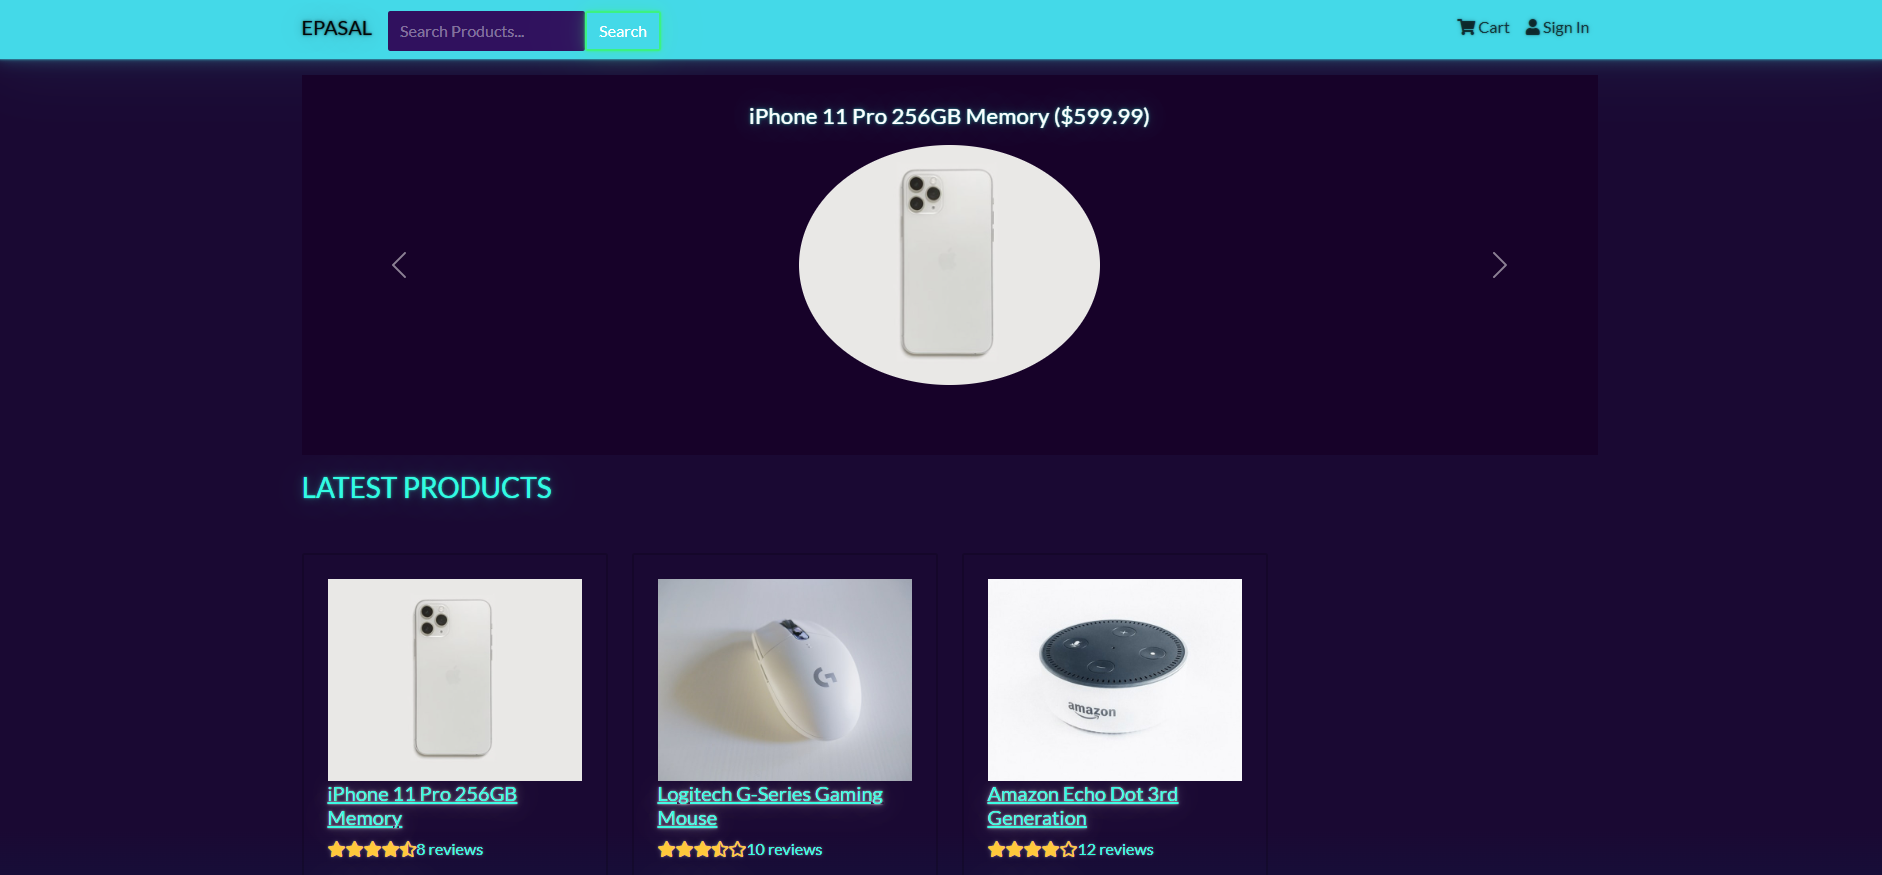 EPASAL
Search Products...
Search
Cart
Sign In
iPhone 11 Pro 256GB Memory ($599.99)
LATEST PRODUCTS
amazon
iPhone 11 Pro 256GB
Memory
8 reviews
Logitech G-Series Gaming
Mouse
10 reviews
Amazon Echo Dot 3rd
Generation
12 reviews